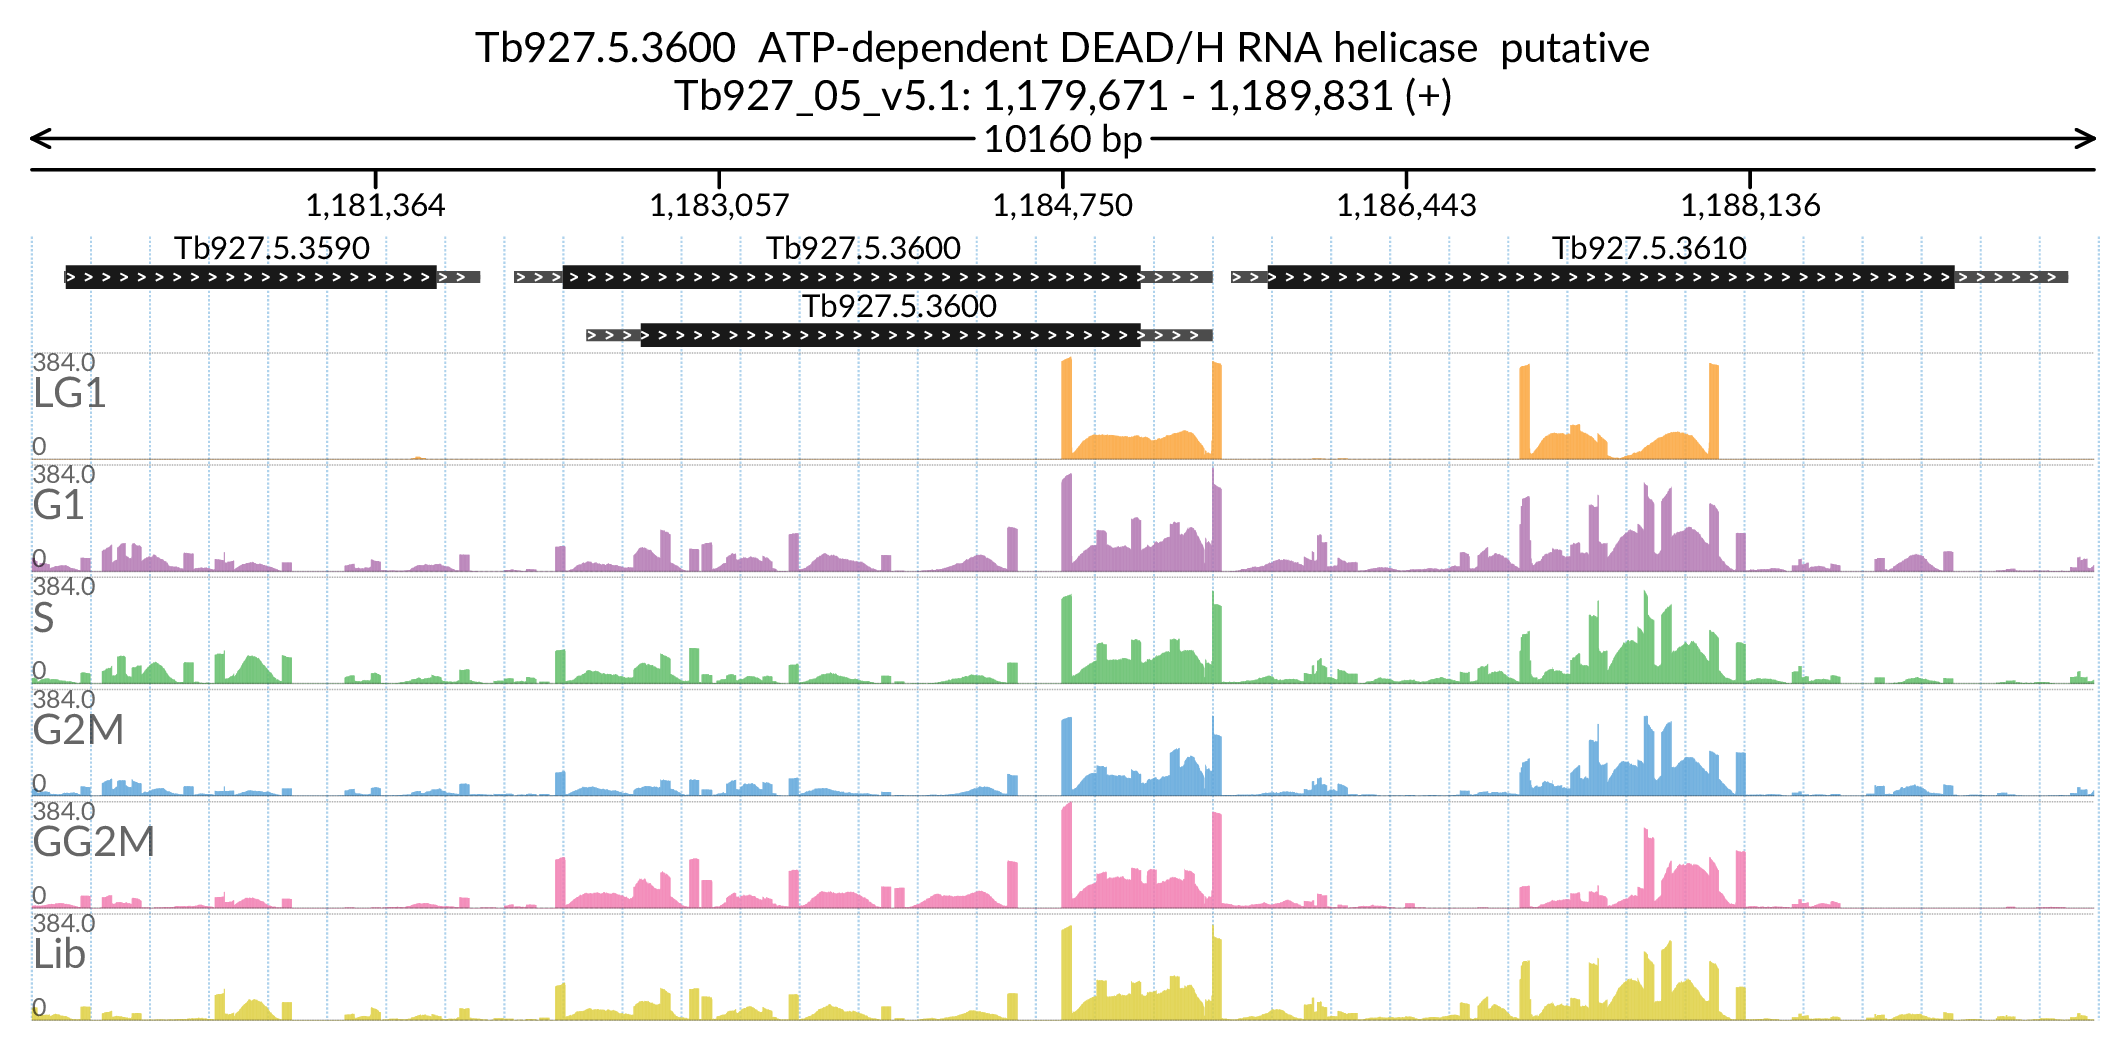 Tb927.5.3600  ATP-dependent DEAD/H RNA helicase  putative
Tb927_05_v5.1: 1,179,671 - 1,189,831 (+)
10160 bp
1,181,364 1,183,057 1,184,750 1,186,443 1,188,136
Tb927.5.3590 Tb927.5.3600 Tb927.5.3610
Tb927.5.3600
384.0
LG1
0
384.0
G1
0
384.0
S
0
384.0
G2M
0
384.0
GG2M
0
384.0
Lib
0